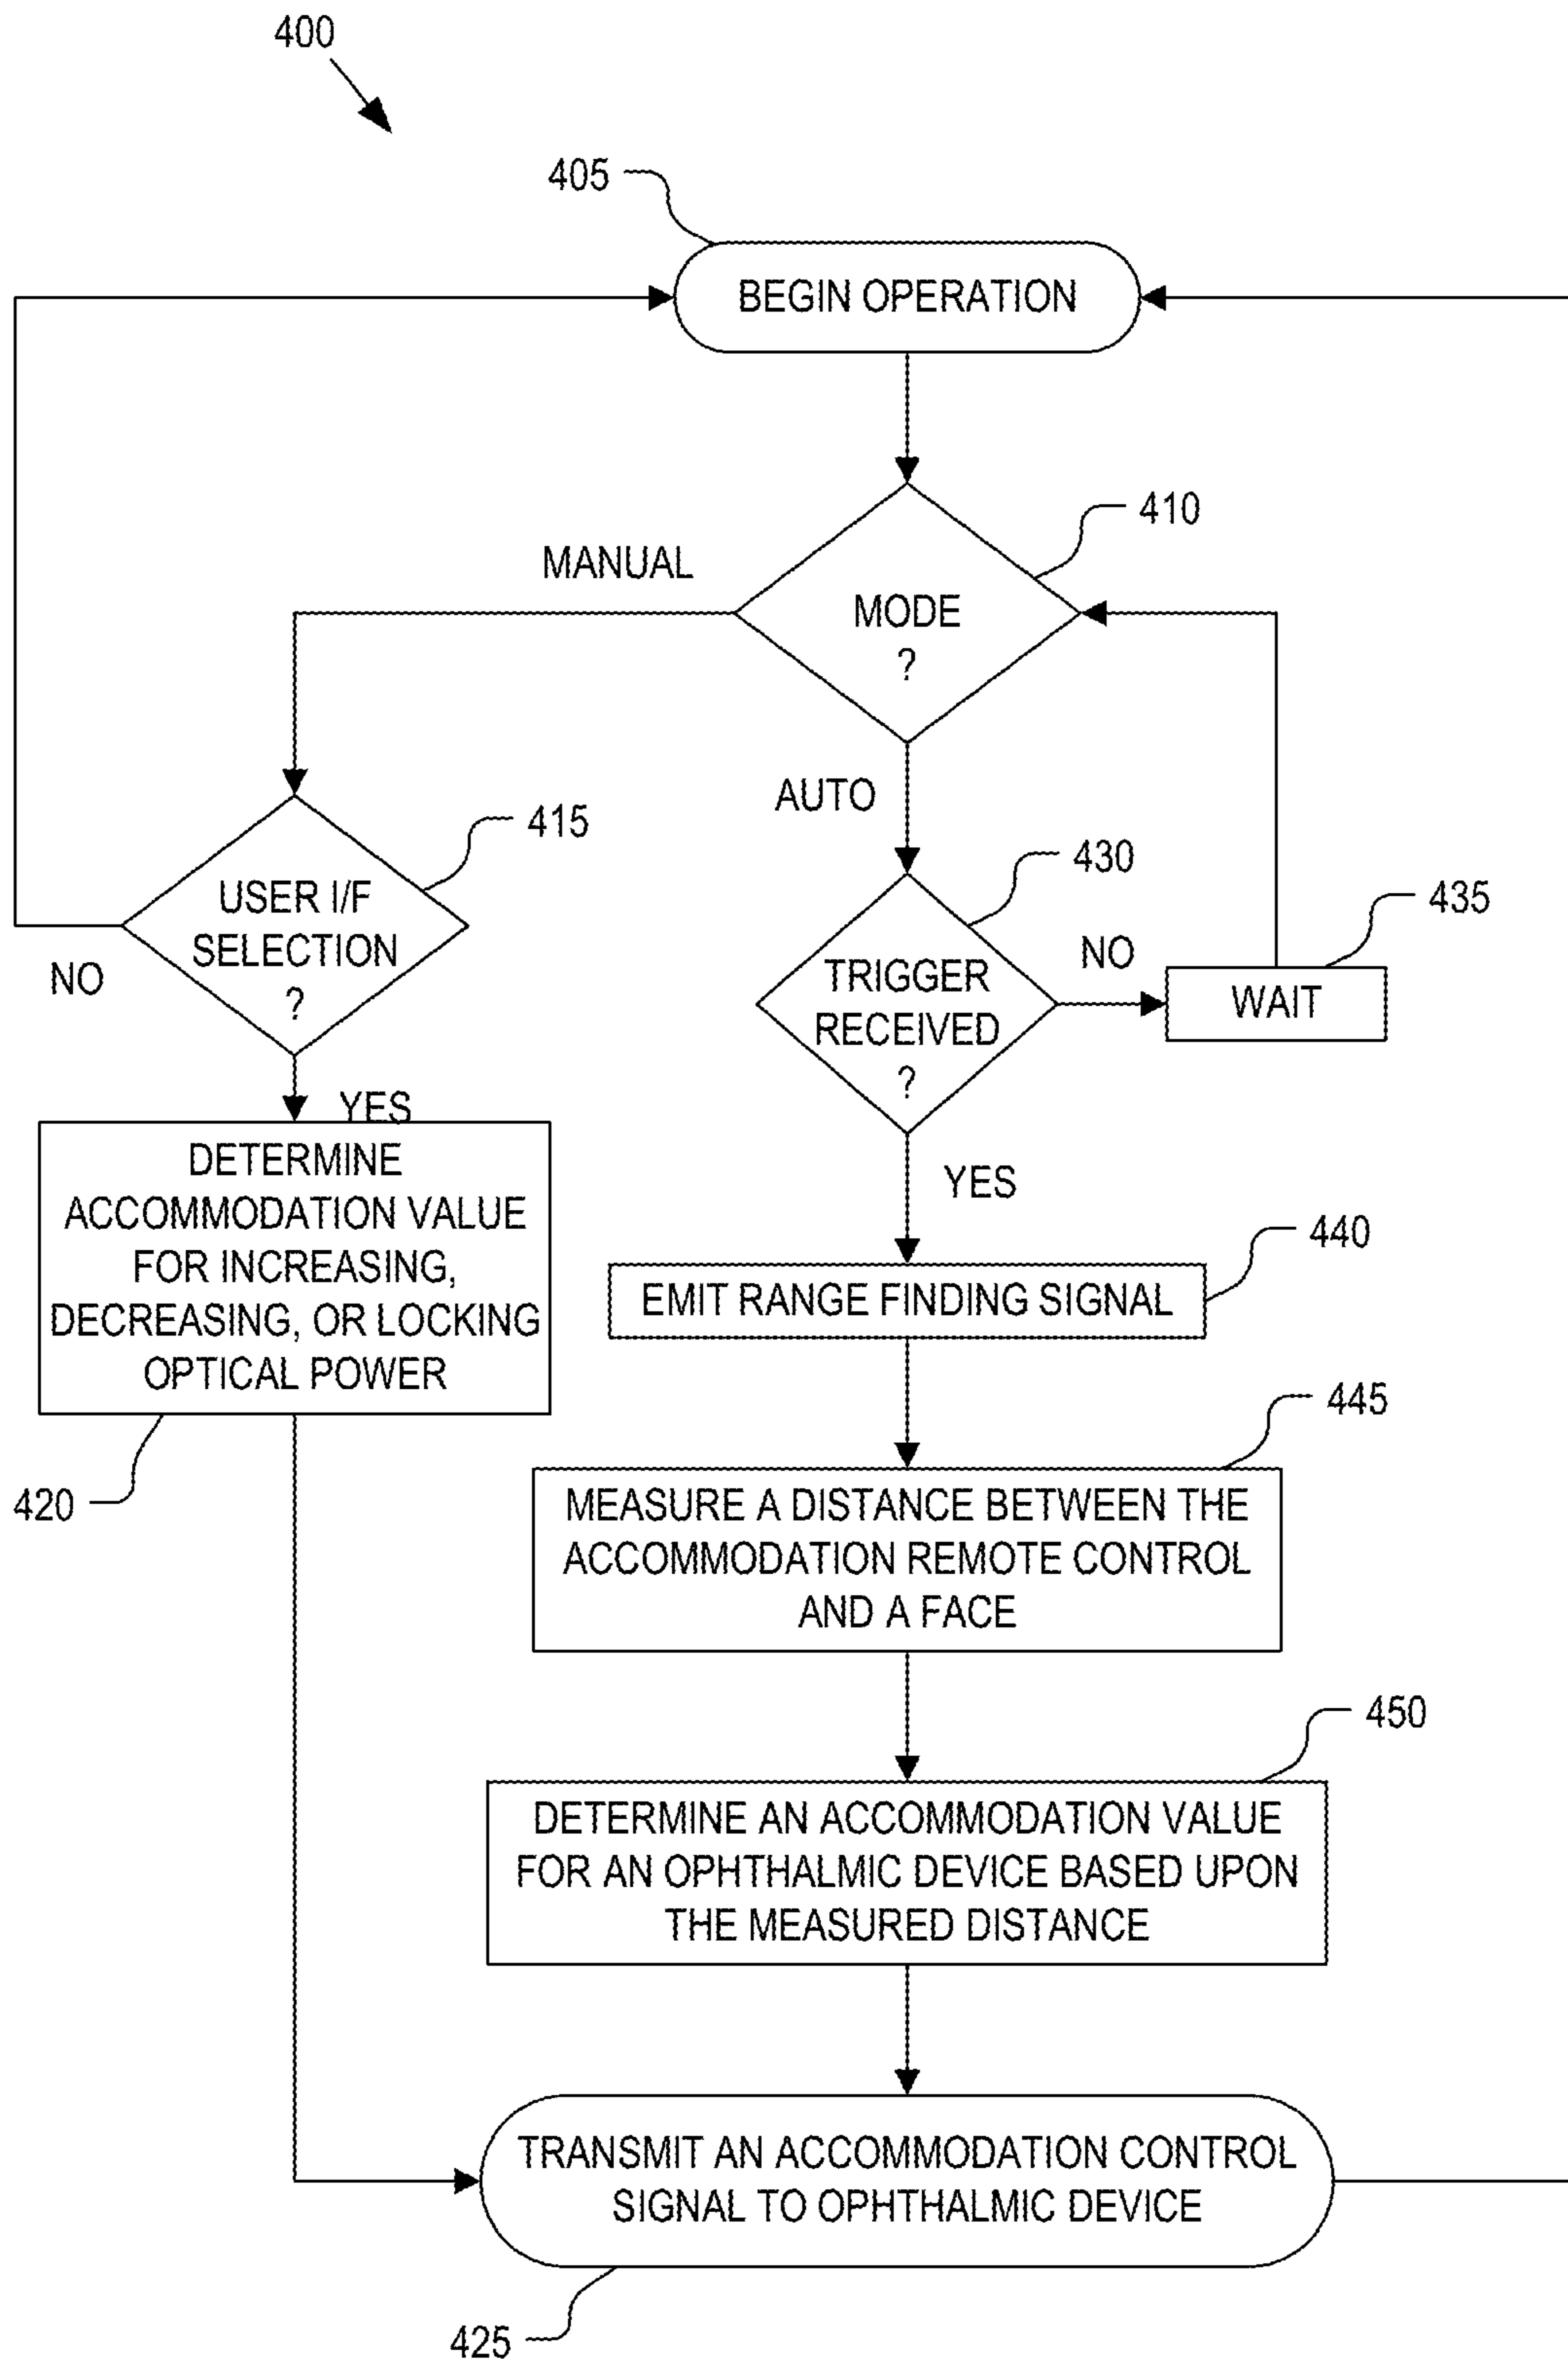 400
405
BEGIN OPERATION
410
MANUAL
MODE
?
AUTO
415
USER I/F
SELECTION
?
NO
430
TRIGGER
RECEIVED
?
NO
435
WAIT
YES
DETERMINE
ACCOMMODATION VALUE
FOR INCREASING,
DECREASING, OR LOCKING
OPTICAL POWER
420
YES
440
EMIT RANGE FINDING SIGNAL
445
MEASURE A DISTANCE BETWEEN THE
ACCOMMODATION REMOTE CONTROL
AND A FACE
450
DETERMINE AN ACCOMMODATION VALUE
FOR AN OPHTHALMIC DEVICE BASED UPON
THE MEASURED DISTANCE
TRANSMIT AN ACCOMMODATION CONTROL
SIGNAL TO OPHTHALMIC DEVICE
425